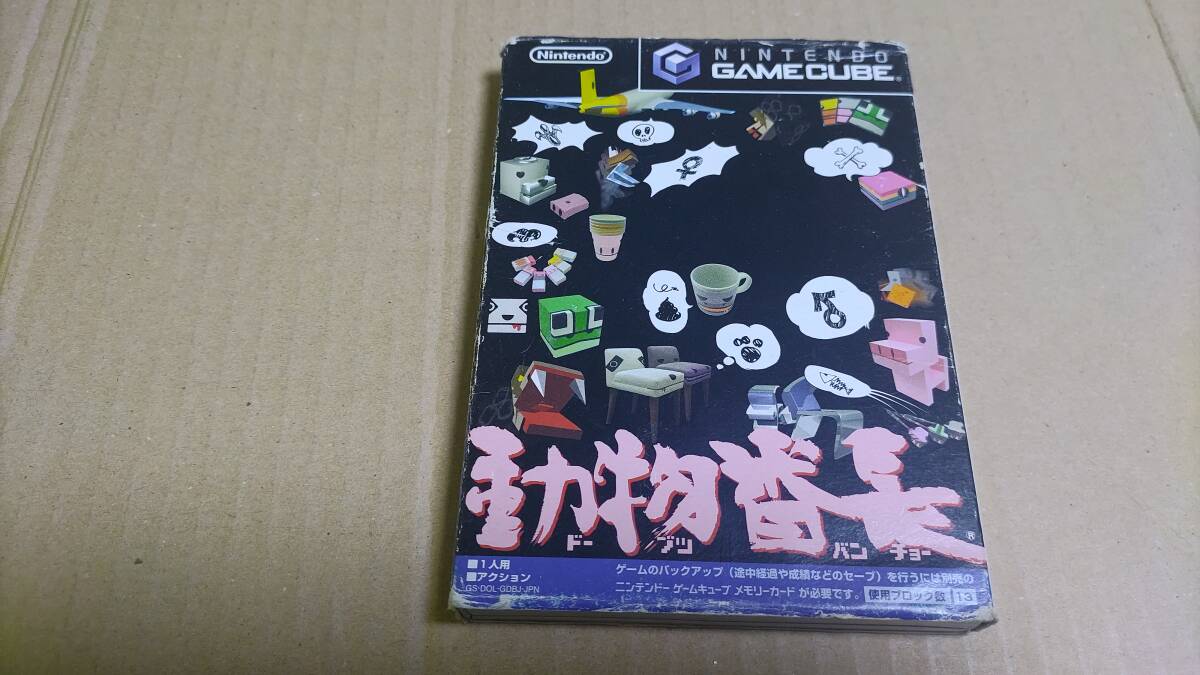 Nintendo
NINTENDO
GAMECUBE®
動物番長®
ドー ブツ バン チョー
■1人用
■アクション
GS-DOL-GDBJ-JPN
ゲームのバックアップ（途中経過や成績などのセーブ）を行うには別売の
ニンテンドー ゲームキューブ メモリーカード が必要です。 使用ブロック数 13